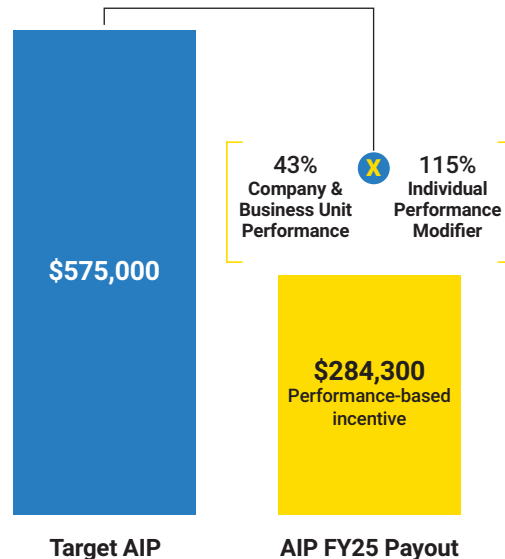 43%
Company &
Business Unit
Performance
X
115%
Individual
Performance
Modifier
$575,000
$284,300
Performance-based
incentive
Target AIP
AIP FY25 Payout